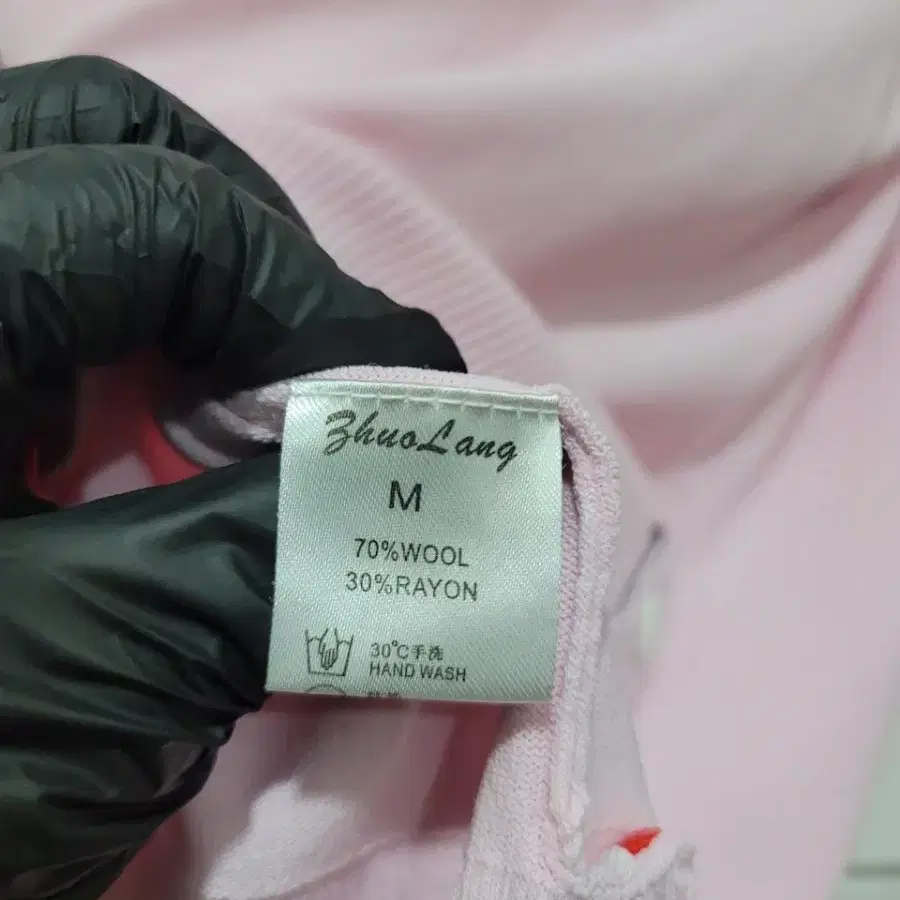 ZhuoLang
M
70%WOOL
30%RAYON
30°C手洗
HAND WASH